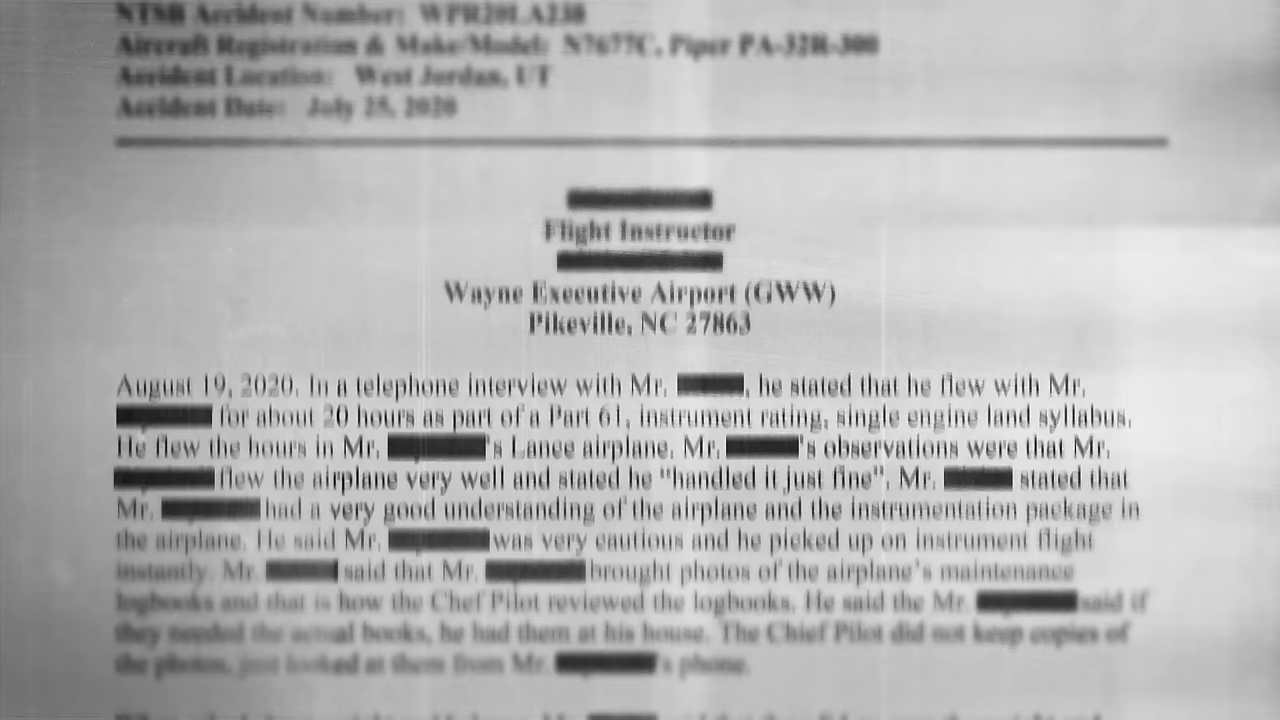 NTSB Accident Number: WPR20LA238
Aircraft Registration & Make/Model: N7677C, Piper PA-32R-300
Accident Location: West Jordan, UT
Accident Date: July 25, 2020
Flight Instructor
Wayne Executive Airport (GWW)
Pikeville, NC 27863
August 19, 2020. In a telephone interview with Mr. , he stated that he flew with Mr.
for about 20 hours as part of a Part 61, instrument rating, single engine land syllabus.
He flew the hours in Mr. 's Lance airplane. Mr. 's observations were that Mr.
flew the airplane very well and stated he "handled it just fine". Mr. stated that
Mr. had a very good understanding of the airplane and the instrumentation package in
the airplane. He said Mr. was very cautious and he picked up on instrument flight
instantly. Mr. said that Mr. brought photos of the airplane's maintenance
logbooks and that is how the Chef Pilot reviewed the logbooks. He said the Mr. said if
they needed the actual books, he had them at his house. The Chief Pilot did not keep copies of
the photos, just looked at them from Mr. 's phone.